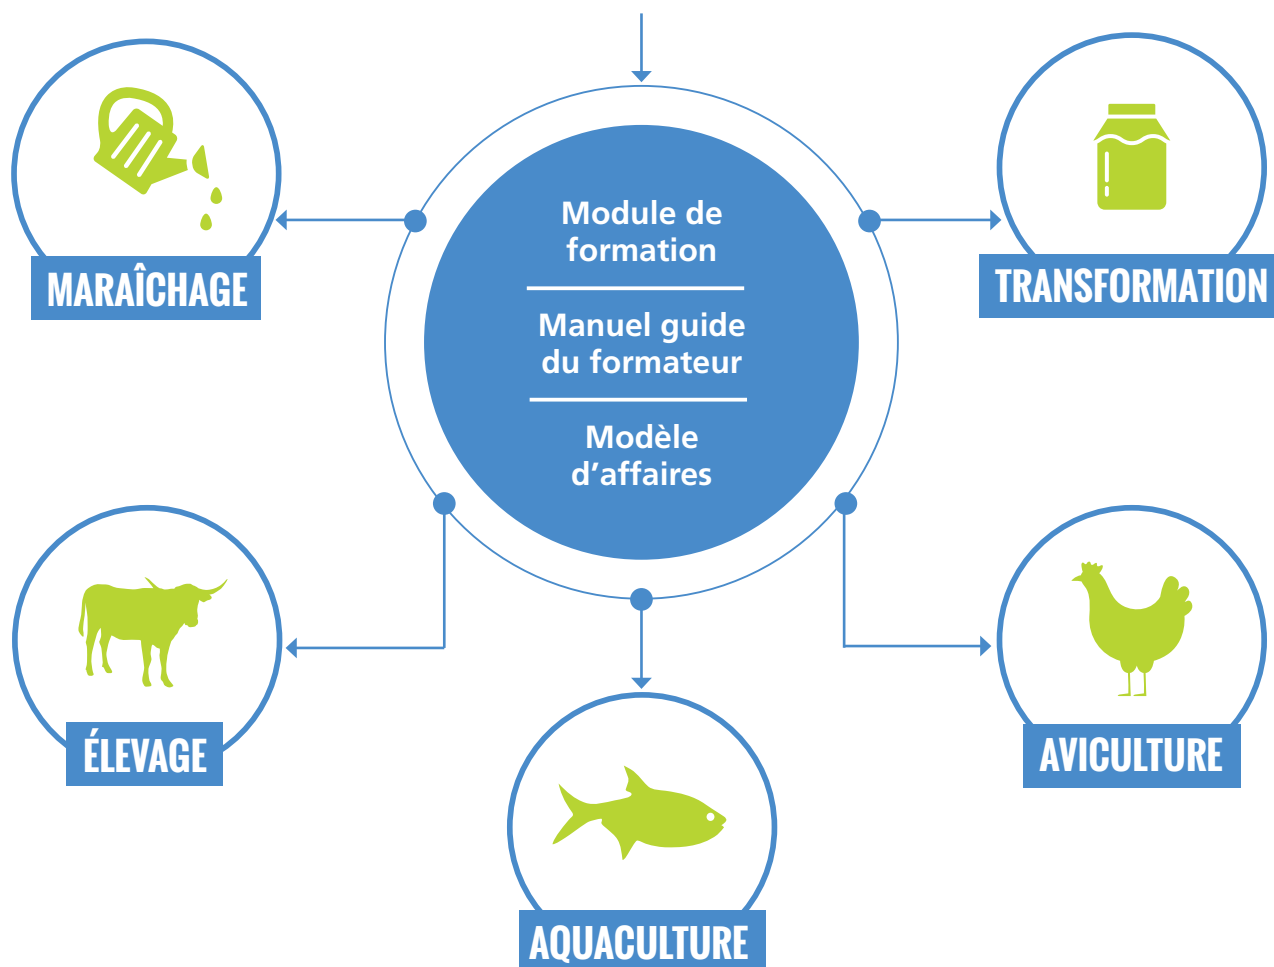 MARAÎCHAGE
TRANSFORMATION
Module de
formation
Manuel guide
du formateur
Modèle
d’affaires
ÉLEVAGE
AVICULTURE
AQUACULTURE